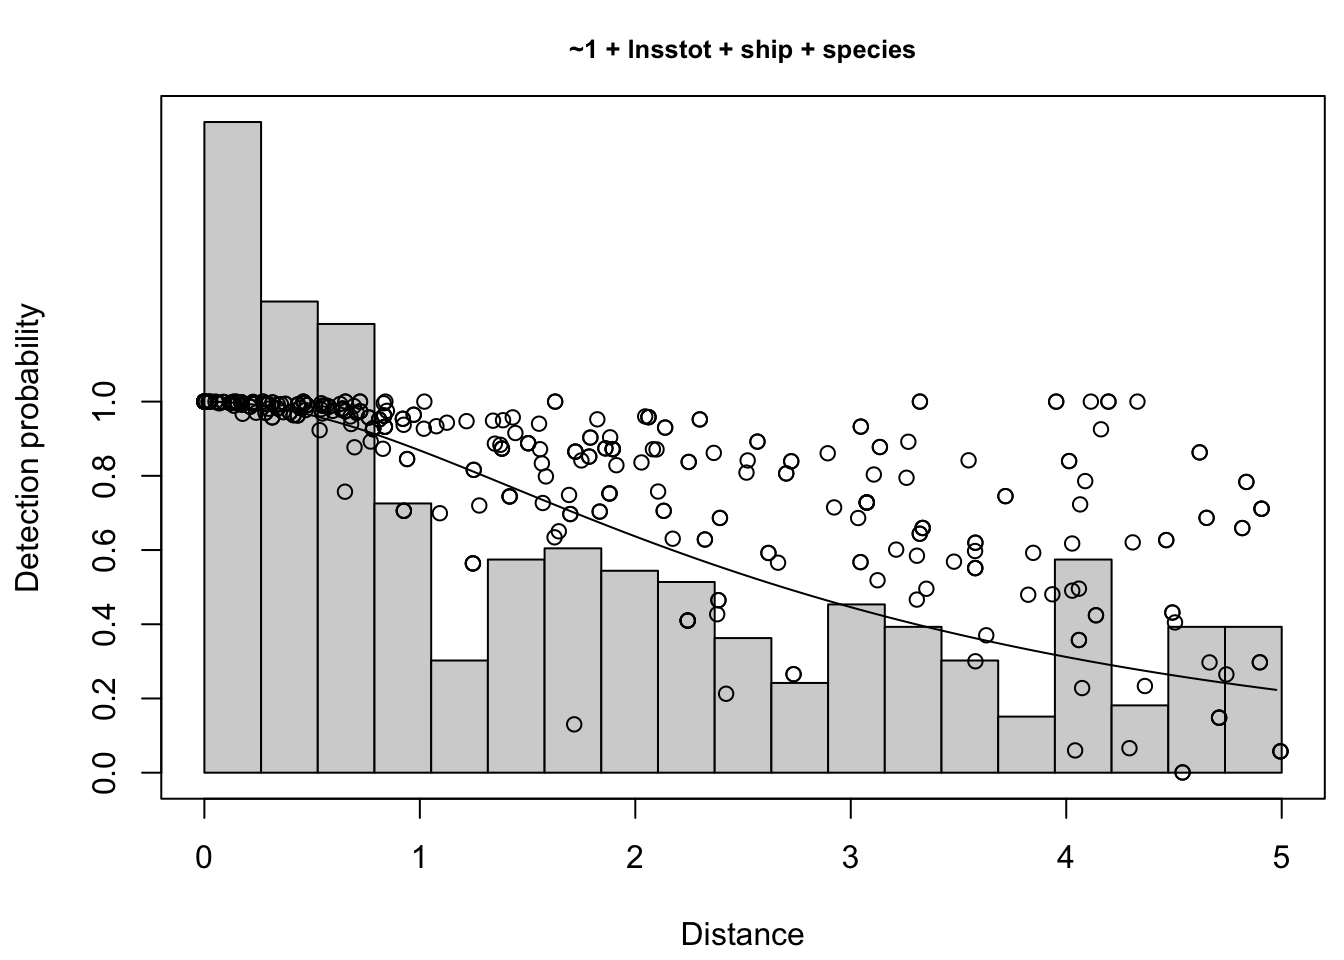 ~1 + lnsstot + ship + species
Detection probability
1.0
0.8
0.6
0.4
0.2
0.0
0 1 2 3 4 5
Distance